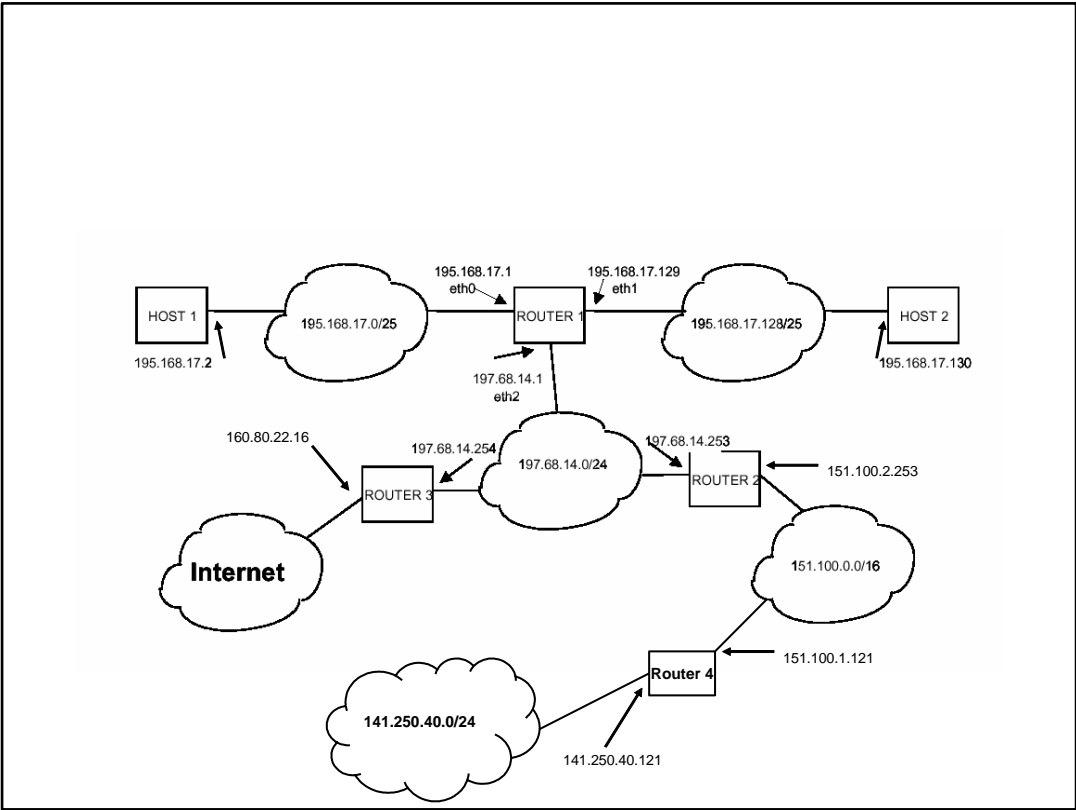 195.168.17.1
eth0
195.168.17.129
eth1
HOST 1
195.168.17.0/25
ROUTER 1
195.168.17.128/25
HOST 2
195.168.17.2
195.168.17.130
197.68.14.1
eth2
160.80.22.16
197.68.14.254
197.68.14.253
197.68.14.0/24
151.100.2.253
ROUTER 3
ROUTER 2
Internet
151.100.0.0/16
151.100.1.121
Router 4
141.250.40.0/24
141.250.40.121